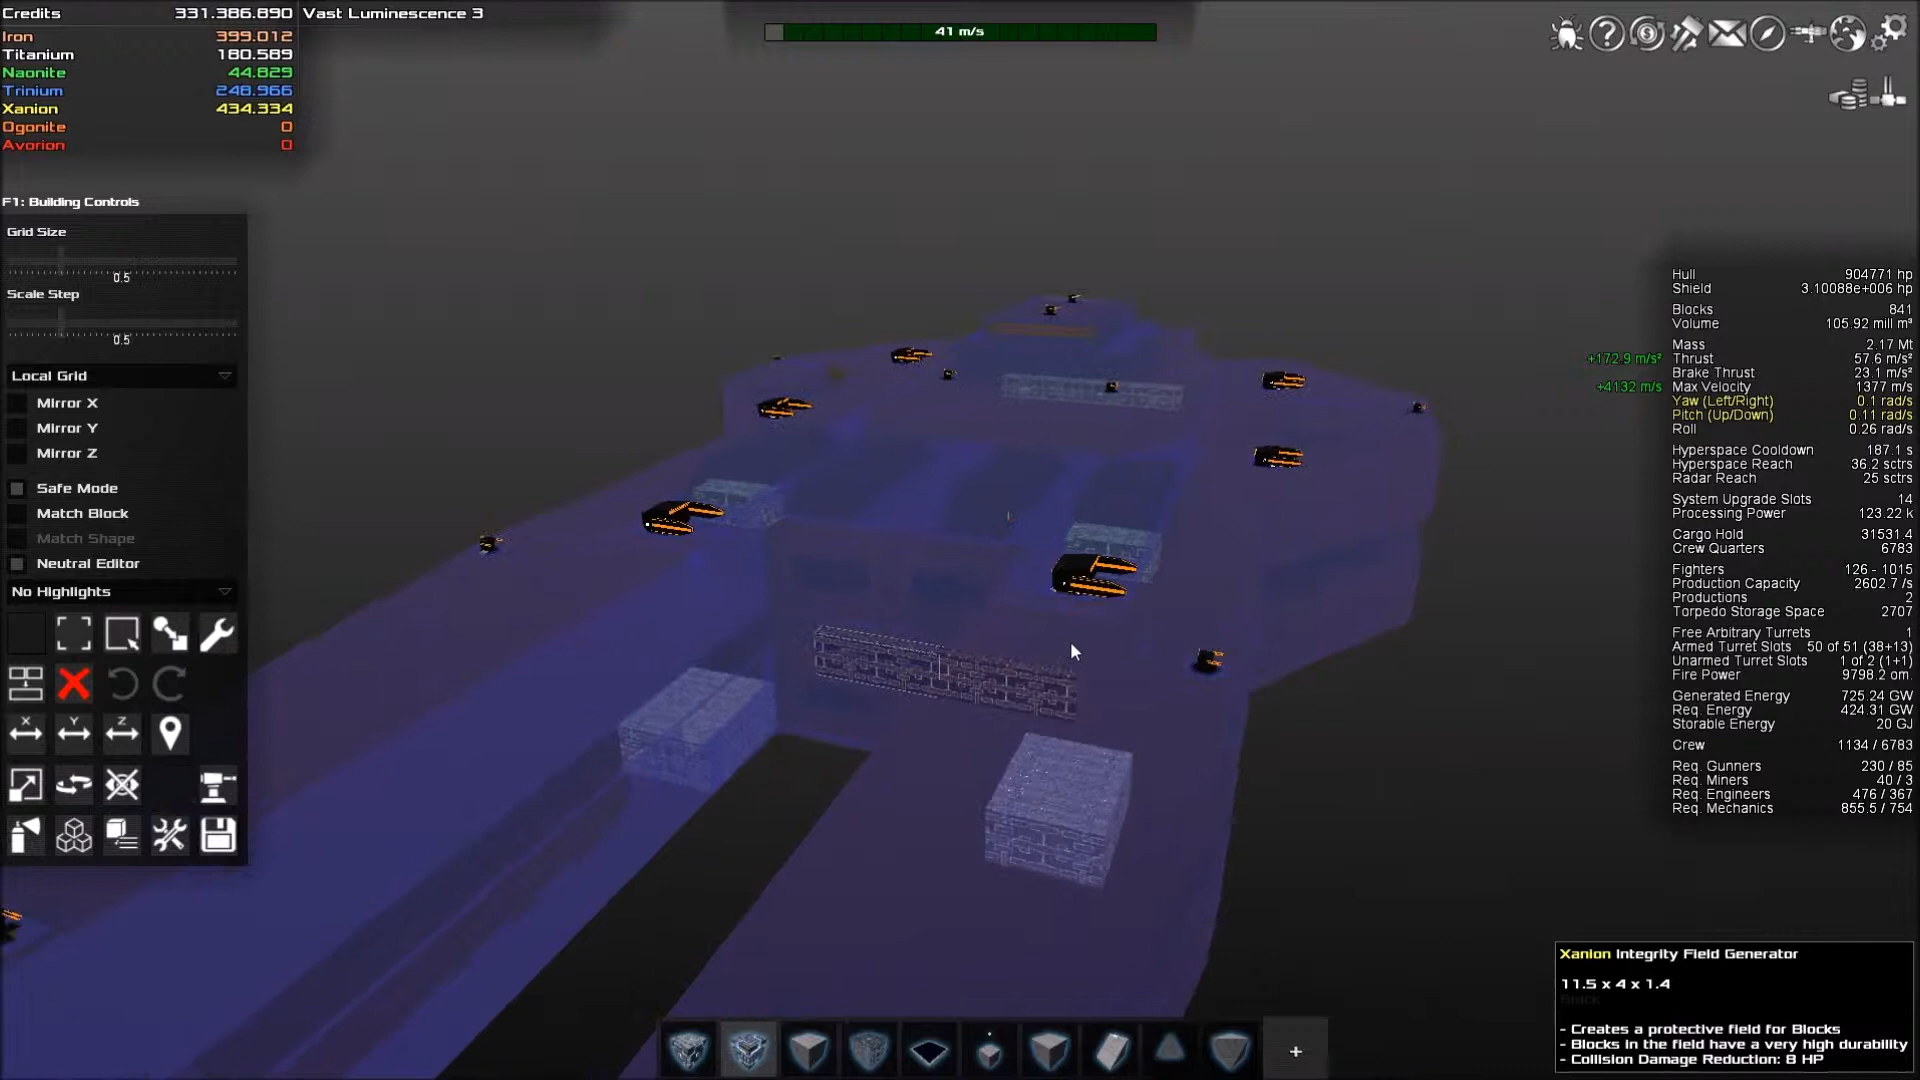 Credits 331.386.890 Vast Luminescence 3
Iron 399.012
Titanium 180.589
Naonite 44.829
Trinium 248.966
Xanion 434.334
Ogonite 0
Avorion 0
41 m/s
F1: Building Controls
Grid Size
0.5
Scale Step
0.5
Local Grid
Mirror X
Mirror Y
Mirror Z
Safe Mode
Match Block
Match Shape
Neutral Editor
No Highlights
X Y Z
Hull 904771 hp
Shield 3.10088e+006 hp
Blocks 841
Volume 105.92 mill m³
Mass 2.17 Mt
+172.9 m/s² Thrust 57.6 m/s²
Brake Thrust 23.1 m/s²
+4132 m/s Max Velocity 1377 m/s
Yaw (Left/Right) 0.1 rad/s
Pitch (Up/Down) 0.11 rad/s
Roll 0.26 rad/s
Hyperspace Cooldown 187.1 s
Hyperspace Reach 36.2 sctrs
Radar Reach 25 sctrs
System Upgrade Slots 14
Processing Power 123.22 k
Cargo Hold 31531.4
Crew Quarters 6783
Fighters 126 - 1015
Production Capacity 2602.7 /s
Productions 2
Torpedo Storage Space 2707
Free Arbitrary Turrets 1
Armed Turret Slots 50 of 51 (38+13)
Unarmed Turret Slots 1 of 2 (1+1)
Fire Power 9798.2 om.
Generated Energy 725.24 GW
Req. Energy 424.31 GW
Storable Energy 20 GJ
Crew 1134 / 6783
Req. Gunners 230 / 85
Req. Miners 40 / 3
Req. Engineers 476 / 367
Req. Mechanics 855.5 / 754
Xanion Integrity Field Generator
11.5 x 4 x 1.4
- Creates a protective field for Blocks
- Blocks in the field have a very high durability
- Collision Damage Reduction: 8 HP
+